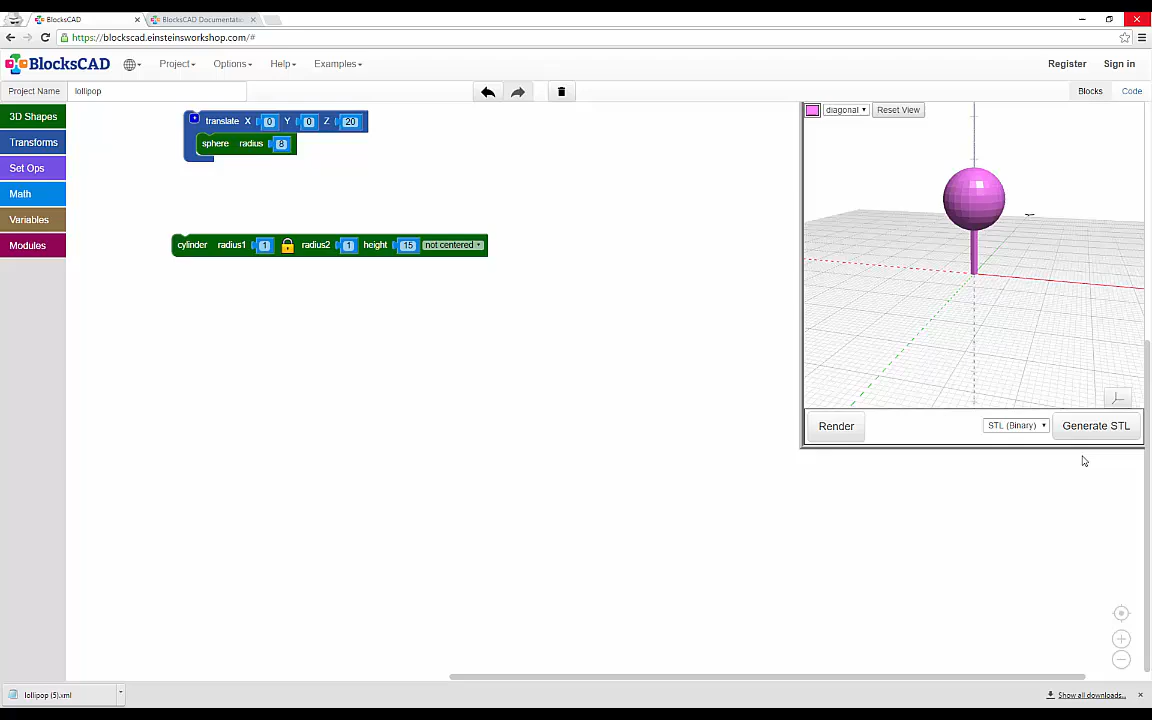 BlocksCAD
BlocksCAD Documentatio
https://blockscad.einsteinsworkshop.com/#
BlocksCAD
Project
Options
Help
Examples
Register
Sign in
Project Name
lollipop
Blocks
Code
3D Shapes
Transforms
Set Ops
Math
Variables
Modules
translate X 0 Y 0 Z 20
sphere radius 8
cylinder radius1 1 radius2 1 height 15 not centered
diagonal
Reset View
Render
STL (Binary)
Generate STL
lollipop (5).xml
Show all downloads...